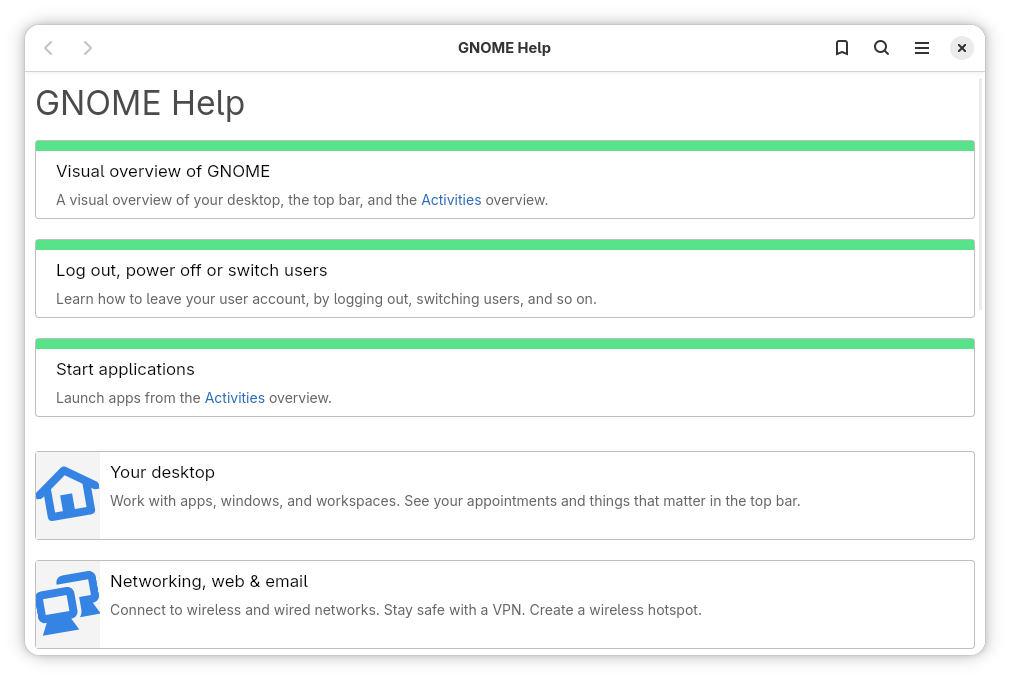 GNOME Help
GNOME Help
Visual overview of GNOME
A visual overview of your desktop, the top bar, and the Activities overview.
Log out, power off or switch users
Learn how to leave your user account, by logging out, switching users, and so on.
Start applications
Launch apps from the Activities overview.
Your desktop
Work with apps, windows, and workspaces. See your appointments and things that matter in the top bar.
Networking, web & email
Connect to wireless and wired networks. Stay safe with a VPN. Create a wireless hotspot.